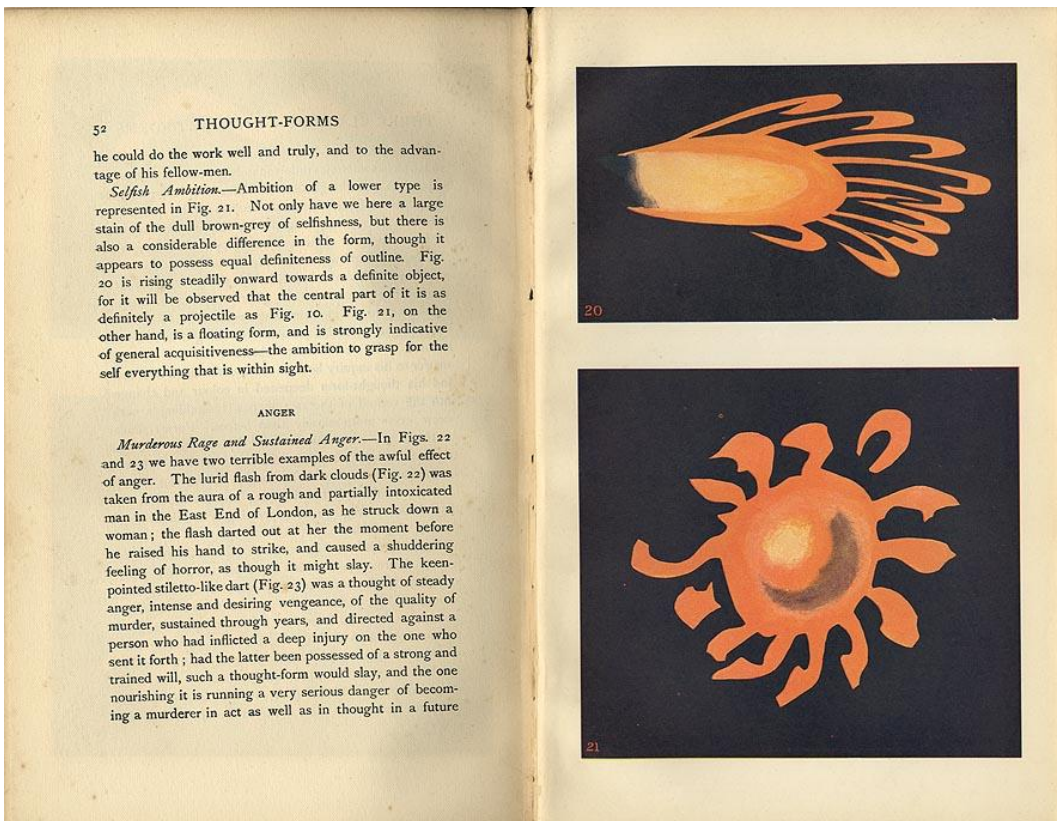 52
THOUGHT-FORMS
he could do the work well and truly, and to the advan-
tage of his fellow-men.
Selfish Ambition.—Ambition of a lower type is
represented in Fig. 21. Not only have we here a large
stain of the dull brown-grey of selfishness, but there is
also a considerable difference in the form, though it
appears to possess equal definiteness of outline. Fig.
20 is rising steadily onward towards a definite object,
for it will be observed that the central part of it is as
definitely a projectile as Fig. 10. Fig. 21, on the
other hand, is a floating form, and is strongly indicative
of general acquisitiveness—the ambition to grasp for the
self everything that is within sight.
ANGER
Murderous Rage and Sustained Anger.—In Figs. 22
and 23 we have two terrible examples of the awful effect
of anger. The lurid flash from dark clouds (Fig. 22) was
taken from the aura of a rough and partially intoxicated
man in the East End of London, as he struck down a
woman ; the flash darted out at her the moment before
he raised his hand to strike, and caused a shuddering
feeling of horror, as though it might slay. The keen-
pointed stiletto-like dart (Fig. 23) was a thought of steady
anger, intense and desiring vengeance, of the quality of
murder, sustained through years, and directed against a
person who had inflicted a deep injury on the one who
sent it forth ; had the latter been possessed of a strong and
trained will, such a thought-form would slay, and the one
nourishing it is running a very serious danger of becom-
ing a murderer in act as well as in thought in a future
20
21